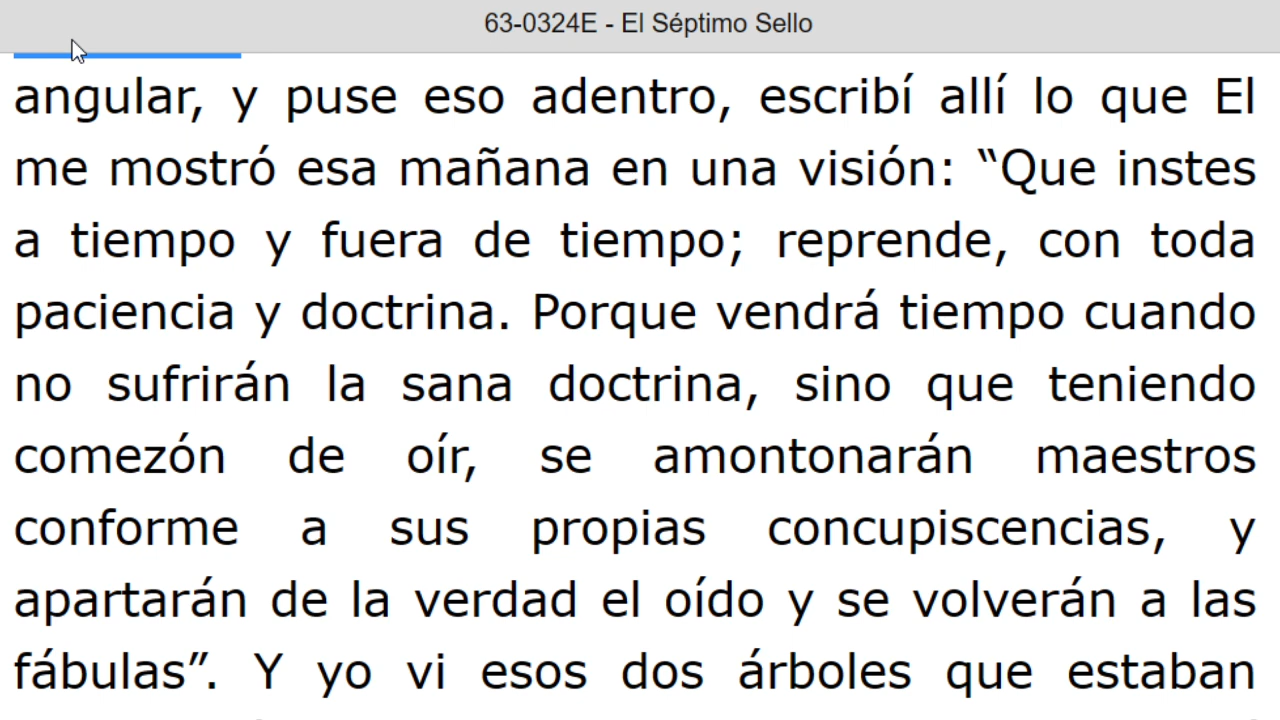 63-0324E - El Séptimo Sello
angular, y puse eso adentro, escribí allí lo que El
me mostró esa mañana en una visión: “Que instes
a tiempo y fuera de tiempo; reprende, con toda
paciencia y doctrina. Porque vendrá tiempo cuando
no sufrirán la sana doctrina, sino que teniendo
comezón de oír, se amontonarán maestros
conforme a sus propias concupiscencias, y
apartarán de la verdad el oído y se volverán a las
fábulas”. Y yo vi esos dos árboles que estaban